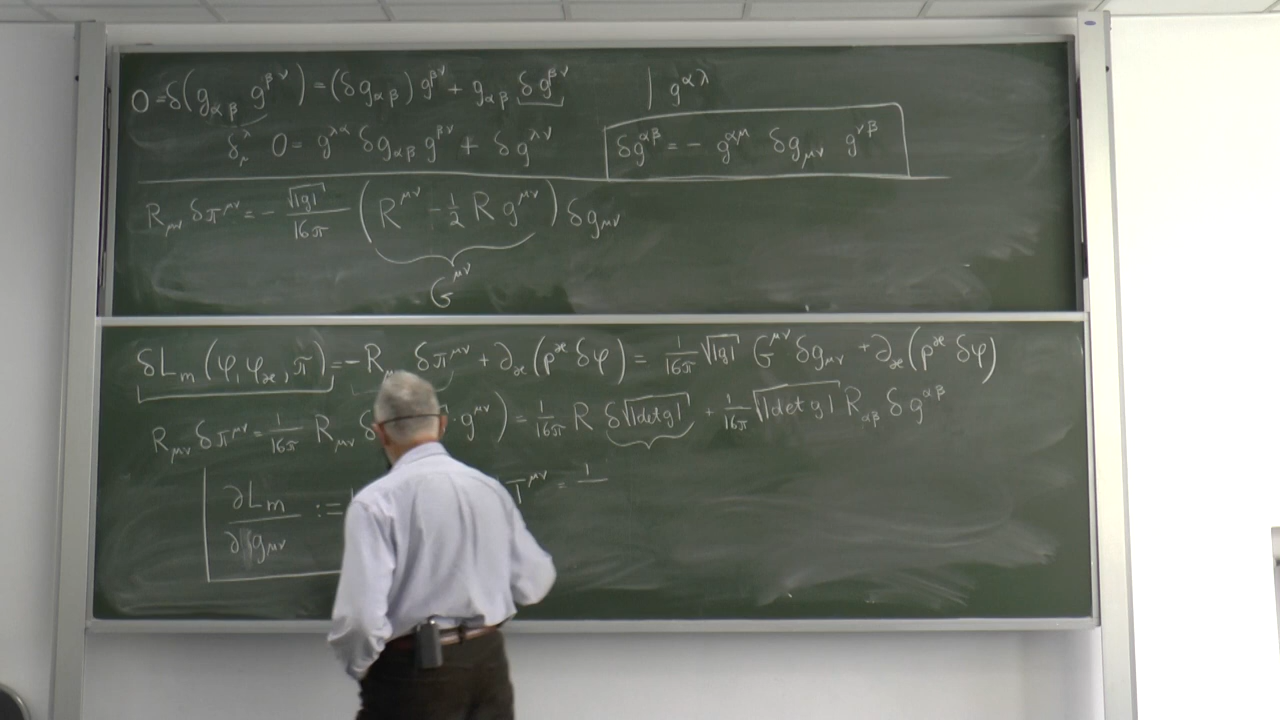 0 = δ(g_{αβ} g^{βν}) = (δg_{αβ}) g^{βν} + g_{αβ} δg^{βν} | g^{αλ}
δ^λ_μ 0 = g^{λα} δg_{αβ} g^{βν} + δg^{λν} δg^{αβ} = - g^{αμ} δg_{μν} g^{νβ}
R_{μν} δπ^{μν} = - √|g| / 16π (R^{μν} - 1/2 R g^{μν}) δg_{μν}
G^{μν}
δL_m (φ, φ_ϰ, π) = -R δπ^{μν} + ∂_ϰ(p^ϰ δφ) = 1/16π √|g| G^{μν} δg_{μν} + ∂_ϰ(p^ϰ δφ)
R_{μν} δπ^{μν} = 1/16π R_{μν} δ · g^{μν}) = 1/16π R δ√|det g| + 1/16π √|det g| R_{αβ} δg^{αβ}
∂L_m / ∂g_{μν} := T^{μν} = 1